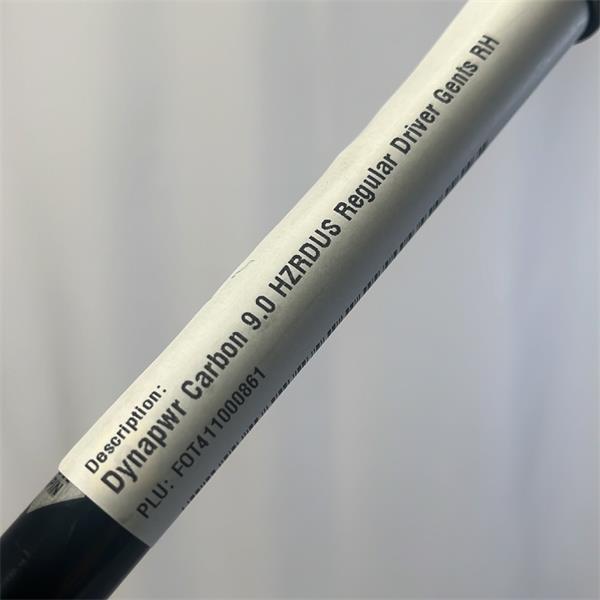 Description:
Dynapwr Carbon 9.0 HZRDUS Regular Driver Gents RH
PLU: FOT411000861